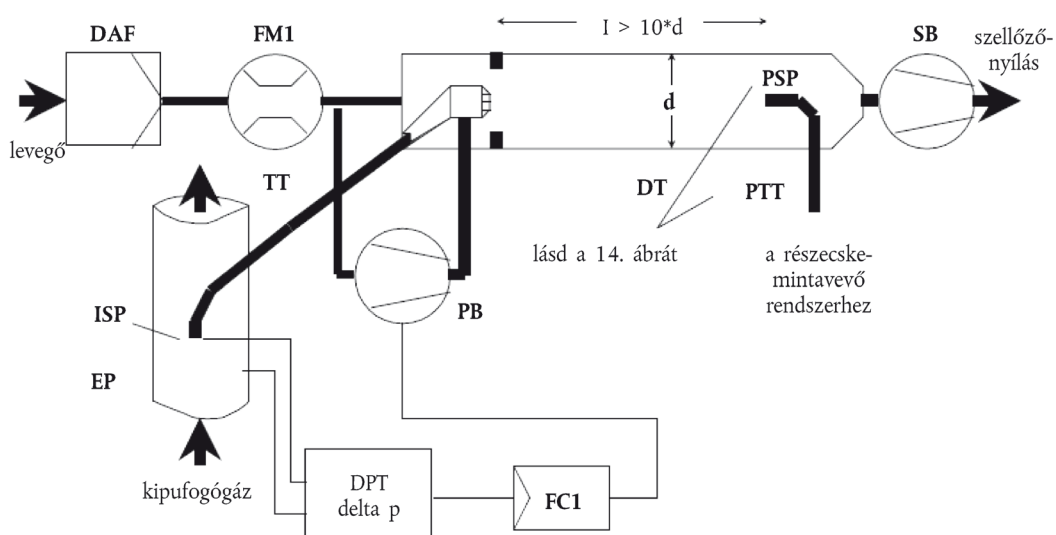 l > 10*d
DAF
FM1
SB
szellőző-
nyílás
PSP
d
levegő
TT
DT
PTT
lásd a 14. ábrát
a részecske-
mintavevő
rendszerhez
ISP
PB
EP
kipufogógáz
DPT
delta p
FC1